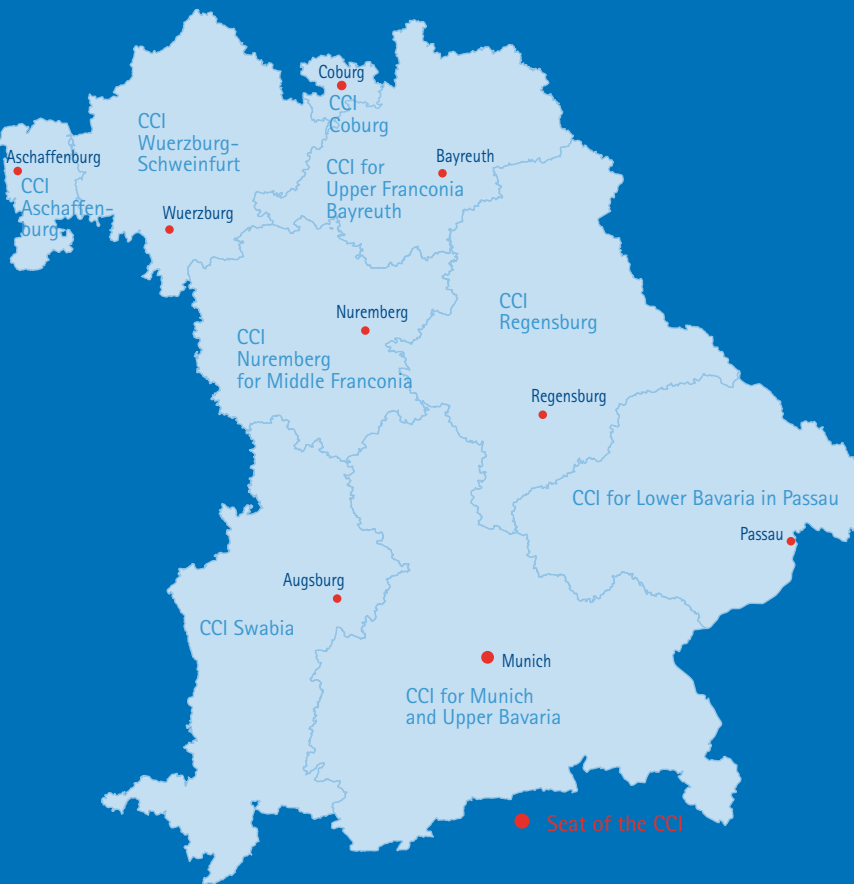 Coburg
CCI
Coburg
CCI
Wuerzburg-
Schweinfurt
Aschaffenburg
CCI
Aschaffen-
burg
Bayreuth
CCI for
Upper Franconia
Bayreuth
Wuerzburg
Nuremberg
CCI
Nuremberg
for Middle Franconia
CCI
Regensburg
Regensburg
CCI for Lower Bavaria in Passau
Passau
Augsburg
CCI Swabia
Munich
CCI for Munich
and Upper Bavaria
Seat of the CCI